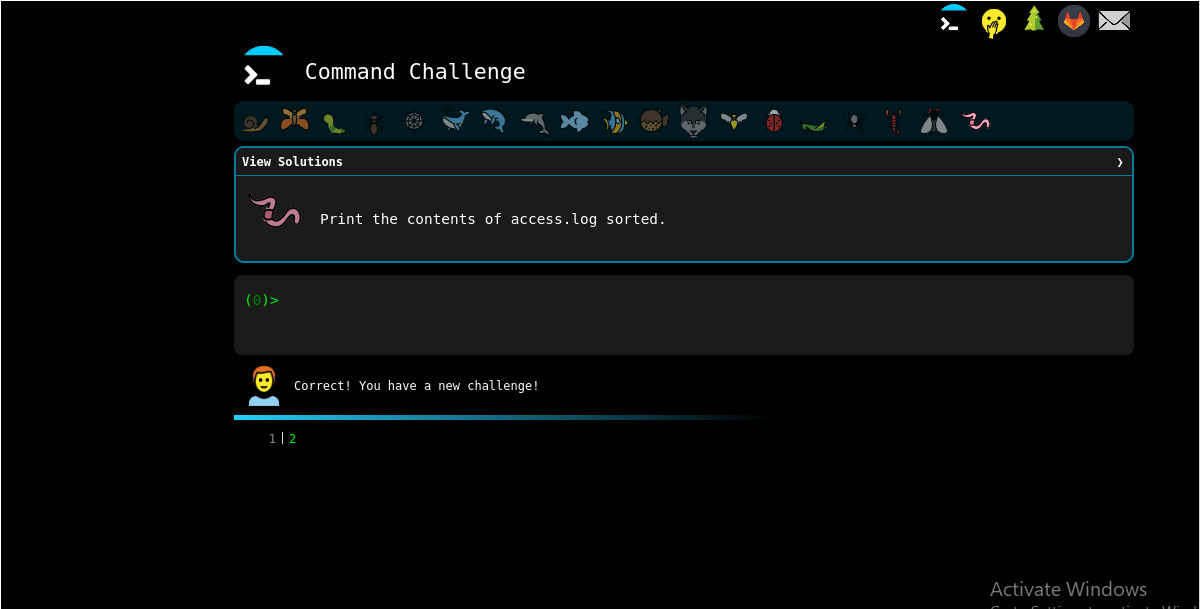 Command Challenge
View Solutions ❯
Print the contents of access.log sorted.
(0)>
Correct! You have a new challenge!
1 2
Activate Windows